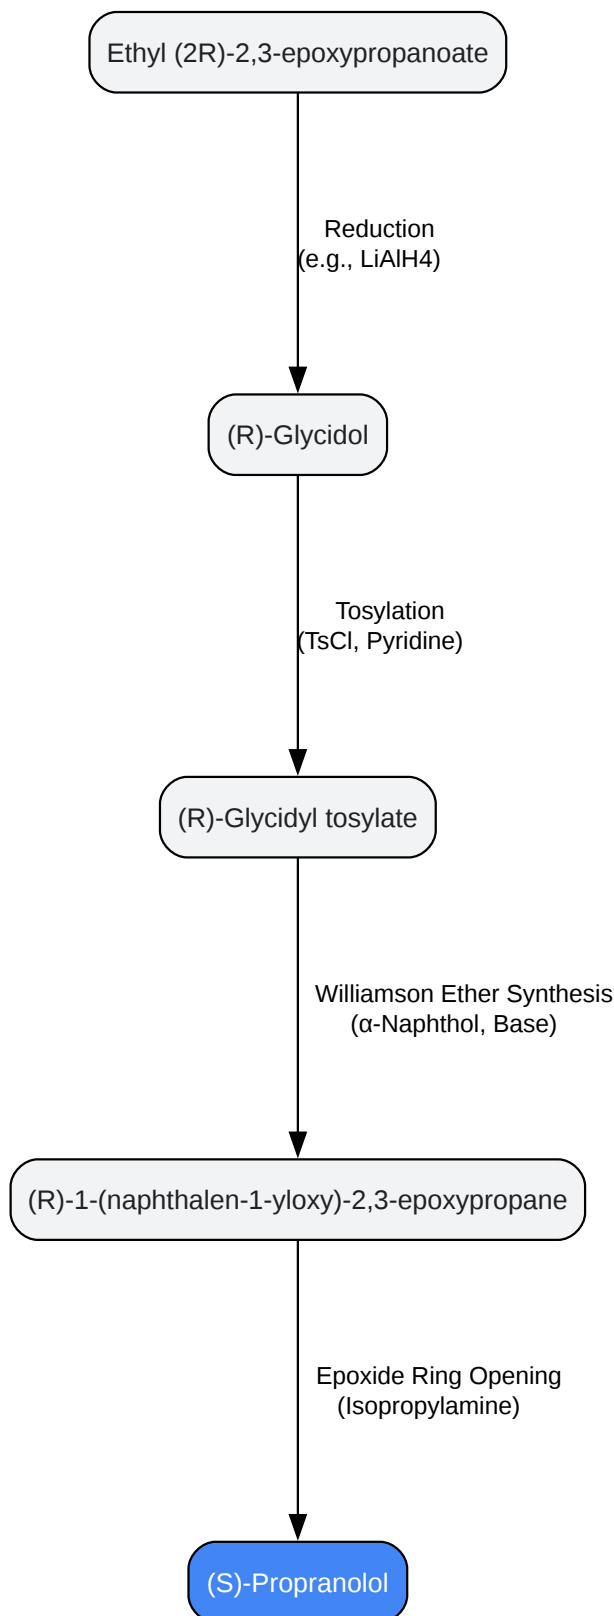 Ethyl (2R)-2,3-epoxypropanoate
Reduction
(e.g., LiAlH4)
(R)-Glycidol
Tosylation
(TsCl, Pyridine)
(R)-Glycidyl tosylate
Williamson Ether Synthesis
(α-Naphthol, Base)
(R)-1-(naphthalen-1-yloxy)-2,3-epoxypropane
Epoxide Ring Opening
(Isopropylamine)
(S)-Propranolol